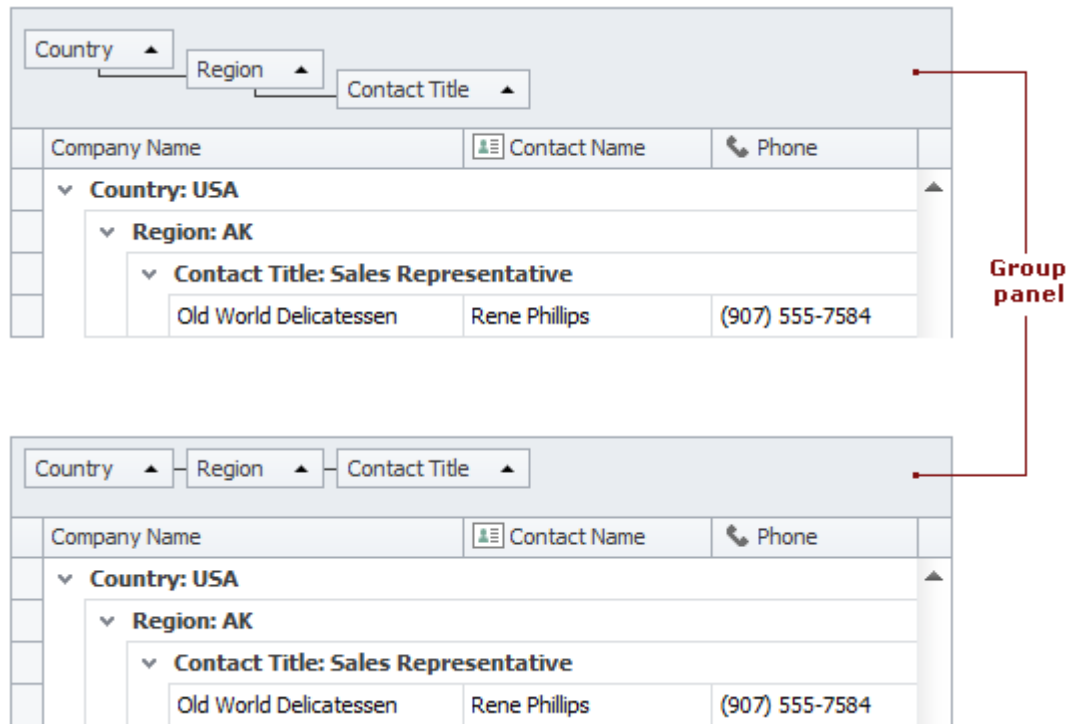 Country
Region
Contact Title
Company Name Contact Name Phone
Country: USA
Region: AK
Contact Title: Sales Representative
Old World Delicatessen Rene Phillips (907) 555-7584
Group
panel
Country Region Contact Title
Company Name Contact Name Phone
Country: USA
Region: AK
Contact Title: Sales Representative
Old World Delicatessen Rene Phillips (907) 555-7584